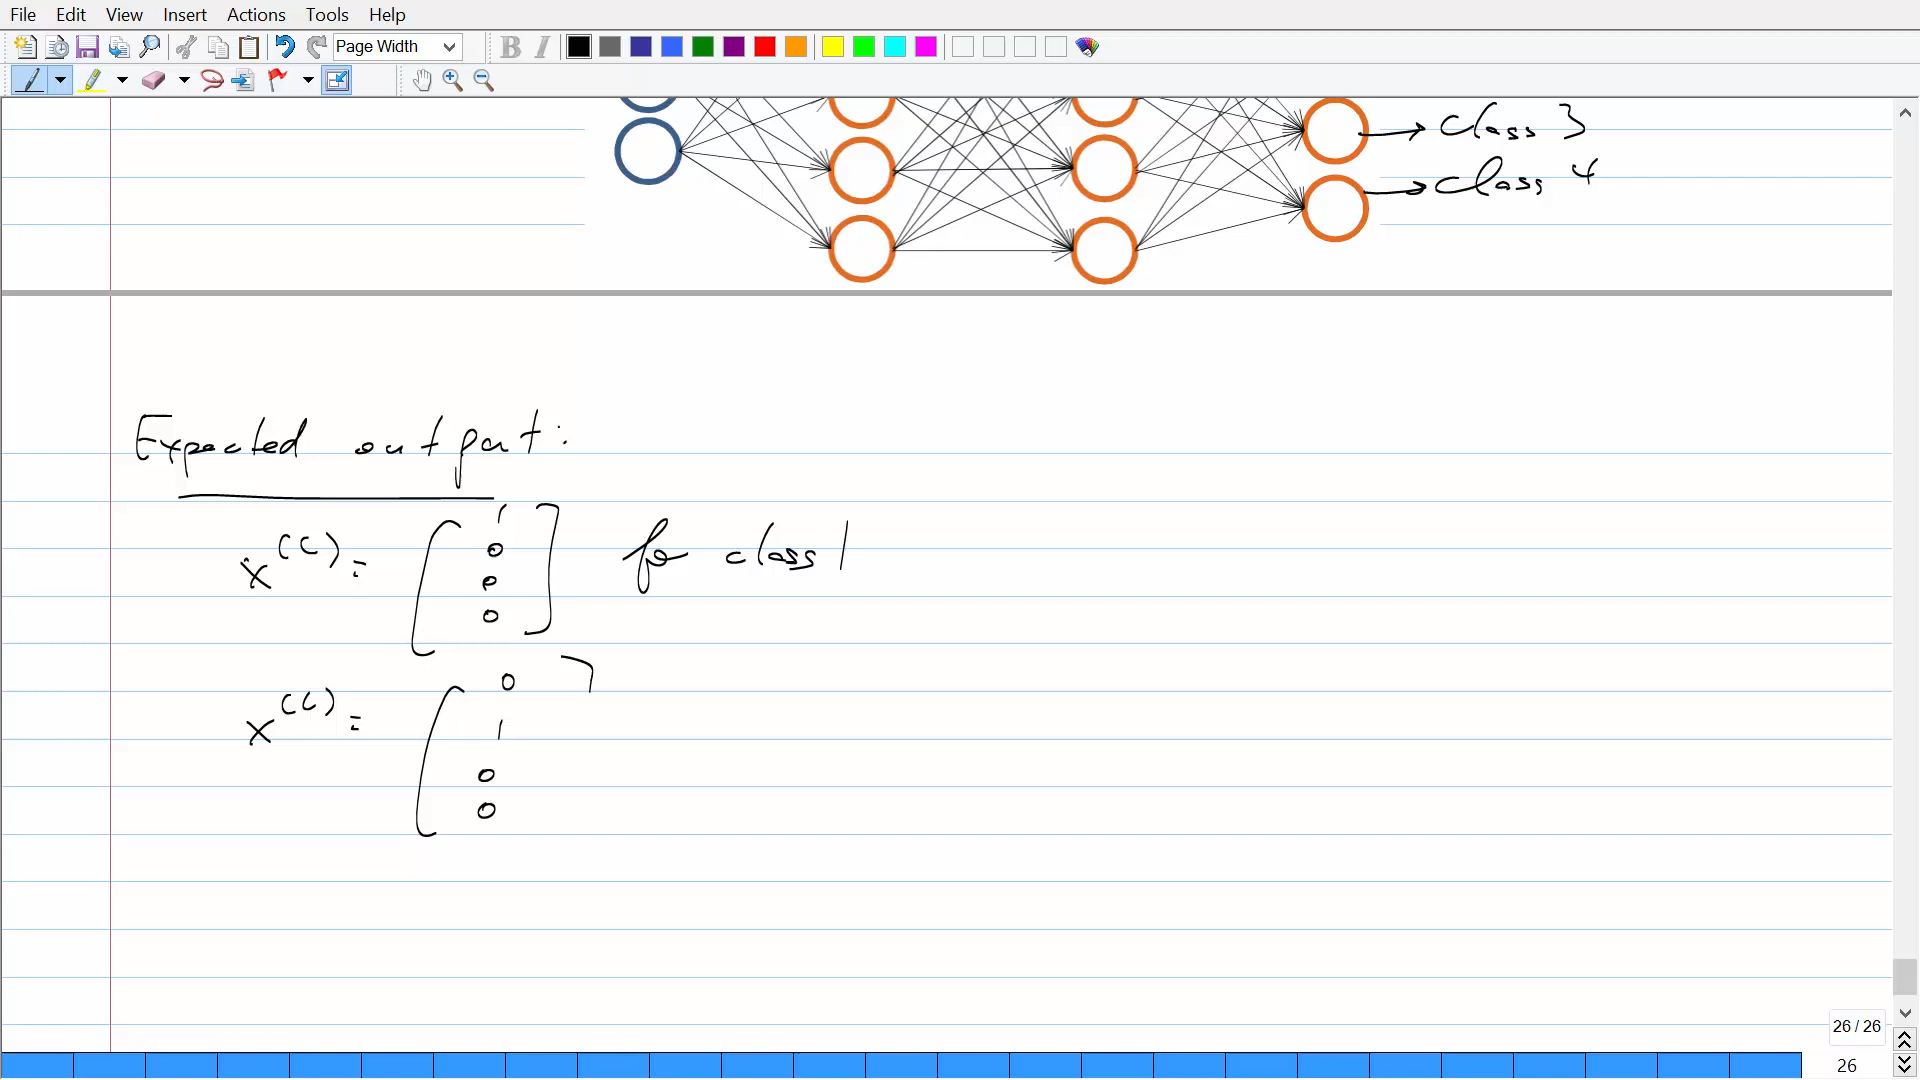 File Edit View Insert Actions Tools Help
Page Width B I
class 3
class 4
Expected output:
x^(L) = [ 1 0 0 0 ] for class 1
x^(L) = [ 0 1 0 0 ]
26 / 26
26